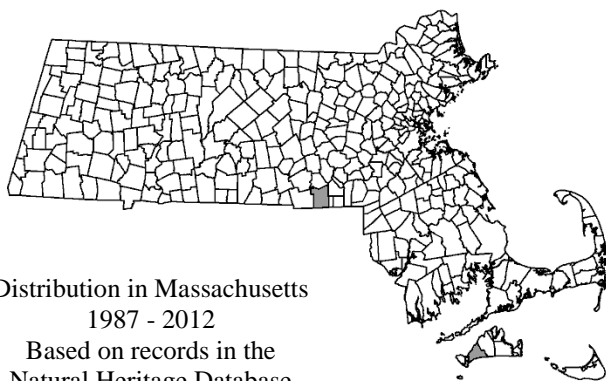 Distribution in Massachusetts
1987 - 2012
Based on records in the
Natural Heritage Database